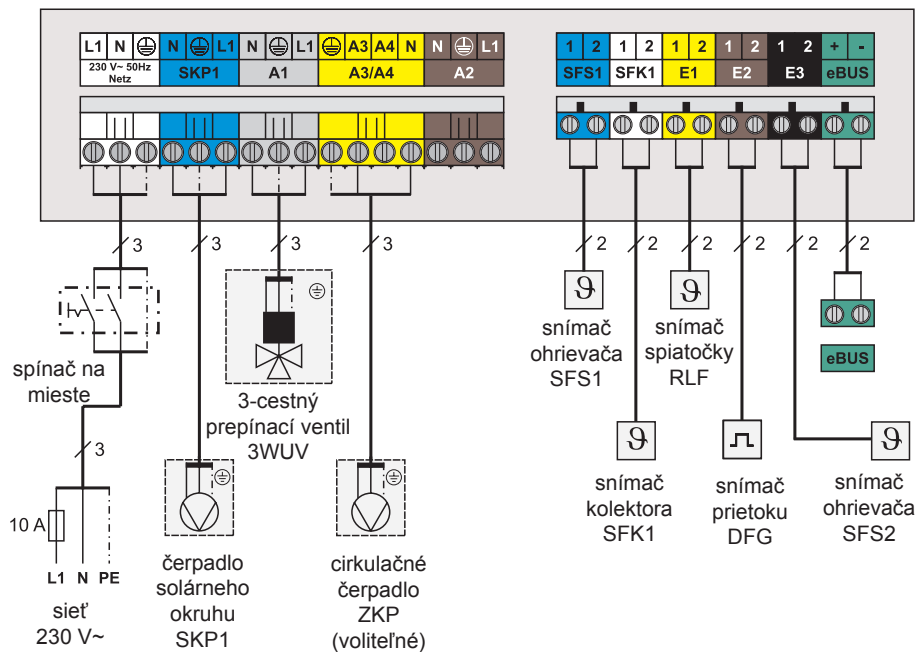 L1 N N L1 N L1 A3 A4 N N L1
230 V~ 50Hz
Netz
SKP1 A1 A3/A4 A2
1 2 1 2 1 2 1 2 1 2 + -
SFS1 SFK1 E1 E2 E3 eBUS
3 3 3 3 2 2 2 2 2 2
spínač na
mieste
3
10 A
L1 N PE
sieť
230 V~
čerpadlo
solárneho
okruhu
SKP1
3-cestný
prepínací ventil
3WUV
cirkulačné
čerpadlo
ZKP
(voliteľné)
snímač
ohrievača
SFS1
snímač
kolektora
SFK1
snímač
spiatočky
RLF
snímač
prietoku
DFG
eBUS
snímač
ohrievača
SFS2